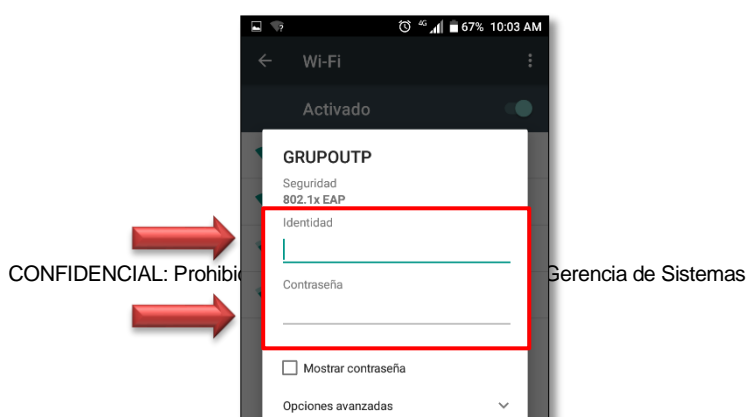 4G 67% 10:03 AM
Wi-Fi
Activado
GRUPOUTP
Seguridad
802.1x EAP
Identidad
CONFIDENCIAL: Gerencia de Sistemas
Contraseña
Mostrar contraseña
Opciones avanzadas